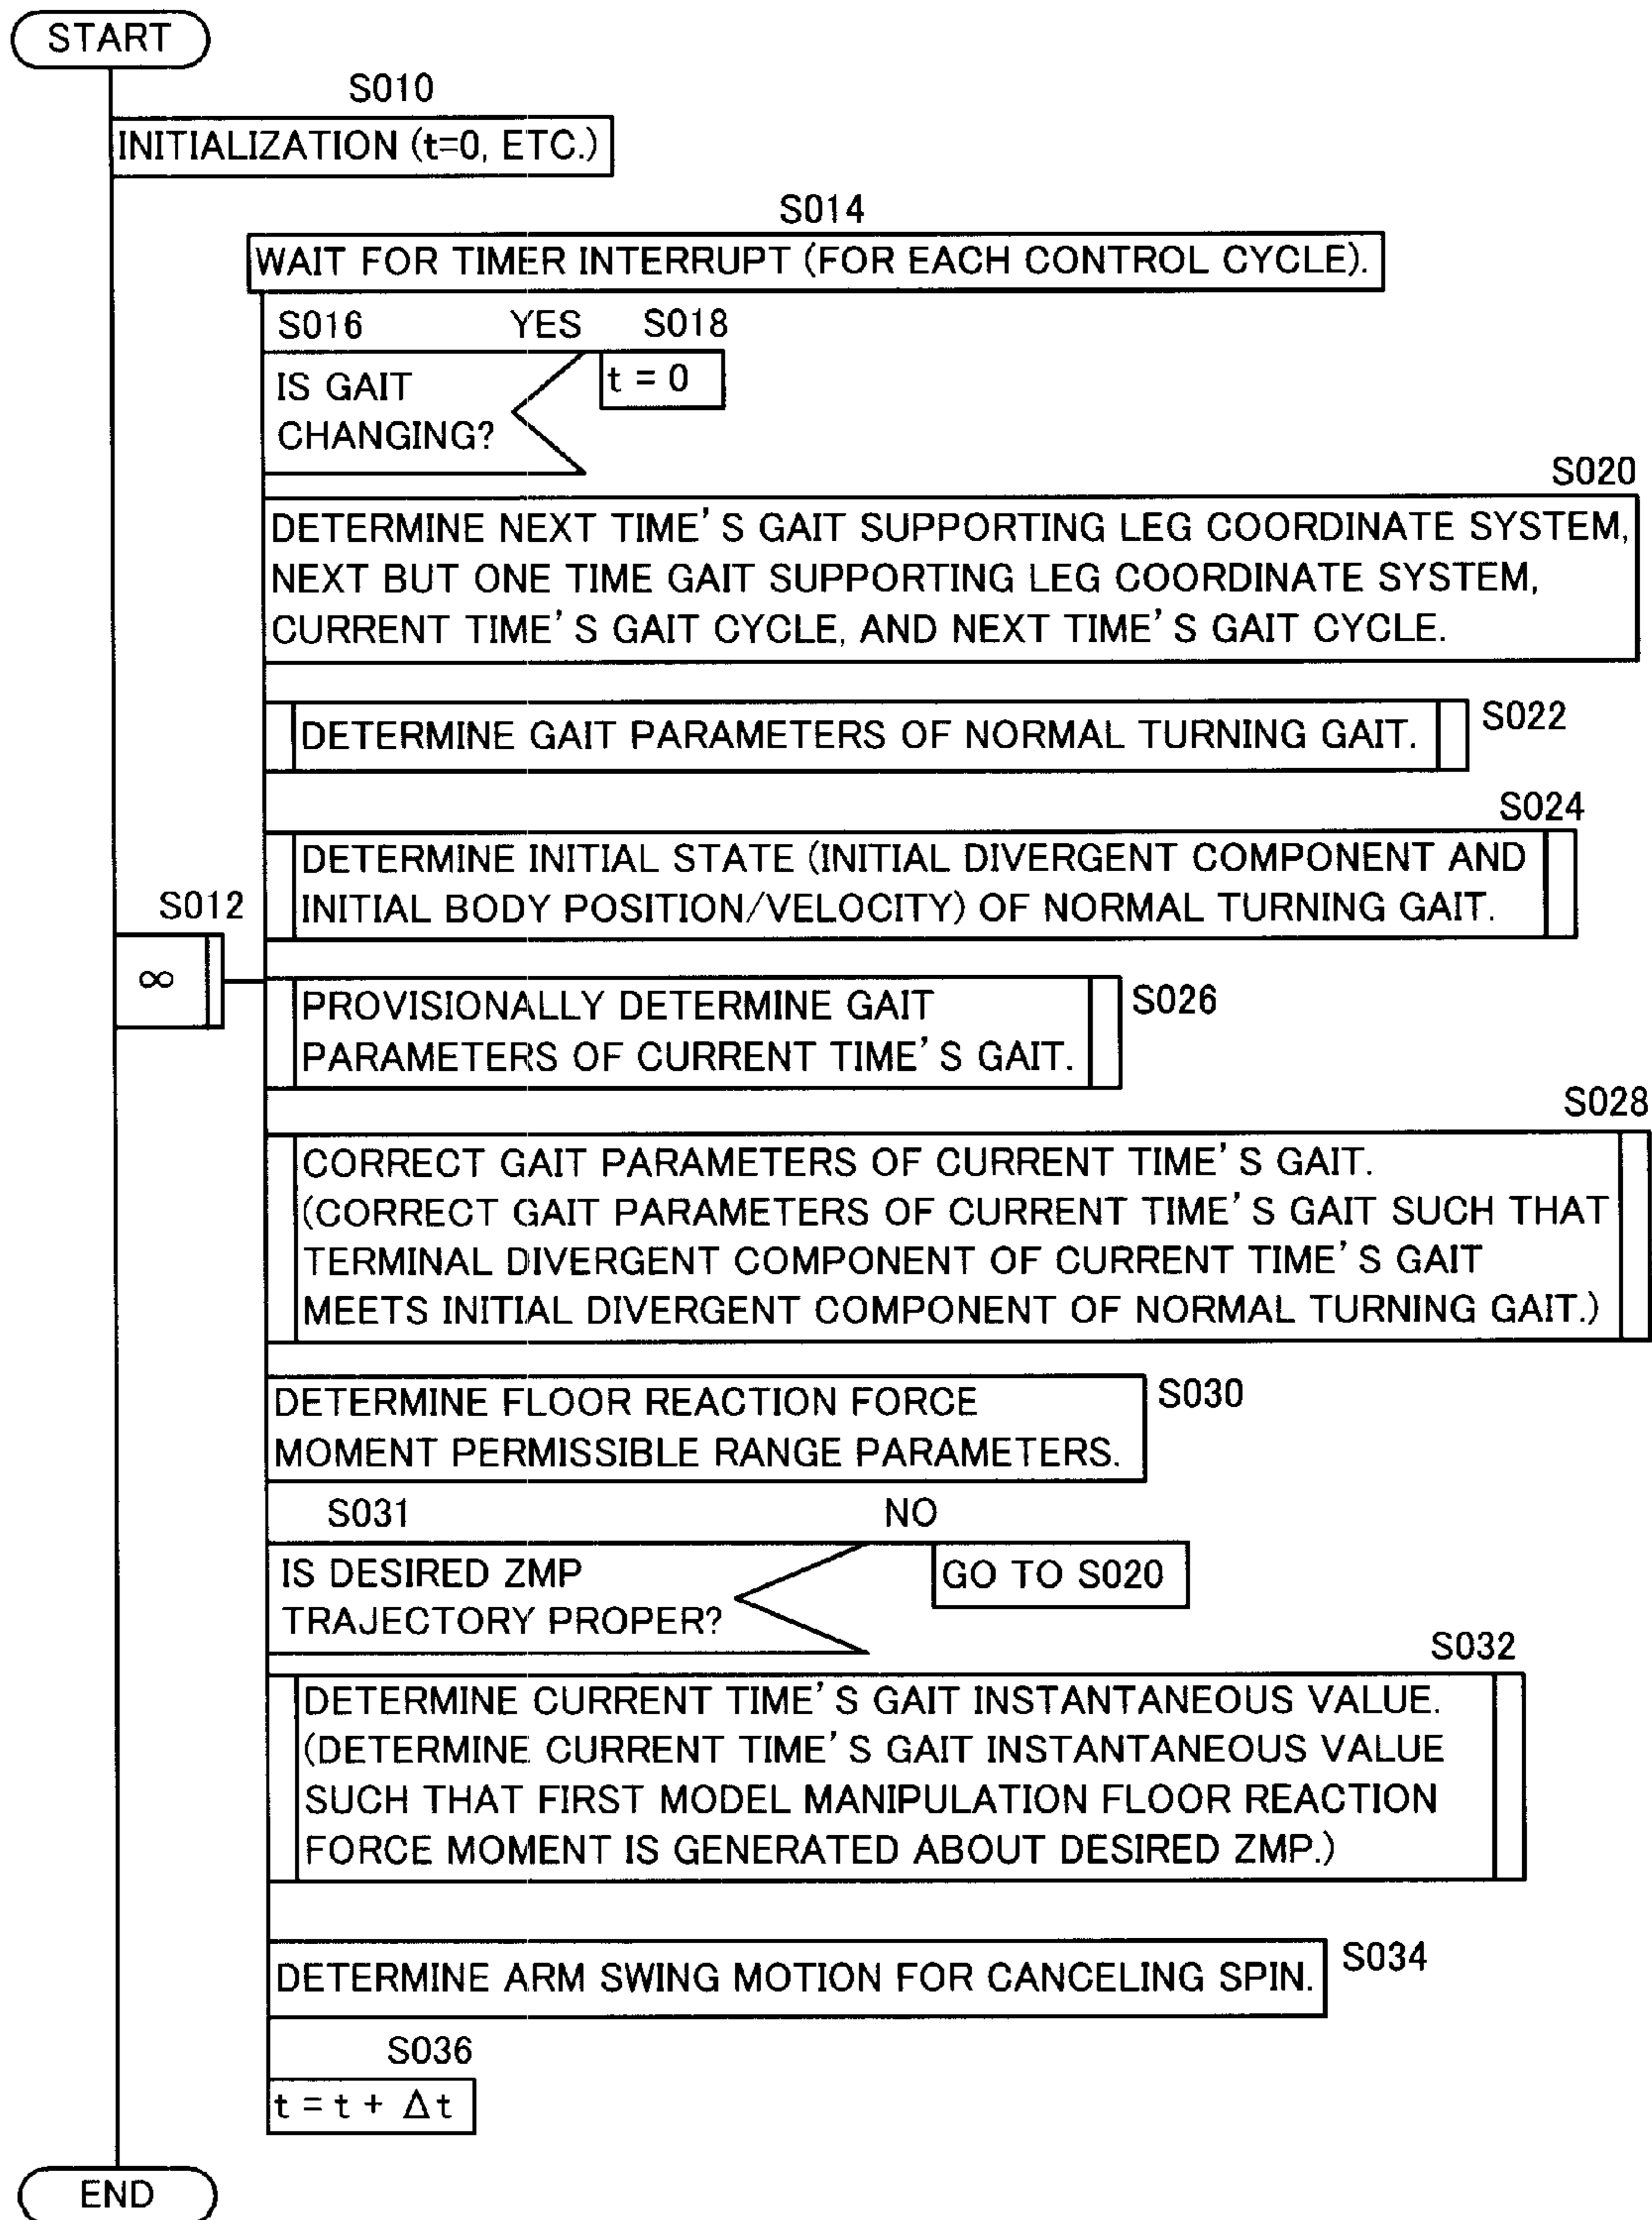 START
S010
INITIALIZATION (t=0, ETC.)
S014
WAIT FOR TIMER INTERRUPT (FOR EACH CONTROL CYCLE).
S016 YES S018
IS GAIT
CHANGING?
t = 0
S020
DETERMINE NEXT TIME'S GAIT SUPPORTING LEG COORDINATE SYSTEM,
NEXT BUT ONE TIME GAIT SUPPORTING LEG COORDINATE SYSTEM,
CURRENT TIME'S GAIT CYCLE, AND NEXT TIME'S GAIT CYCLE.
DETERMINE GAIT PARAMETERS OF NORMAL TURNING GAIT.
S022
S024
DETERMINE INITIAL STATE (INITIAL DIVERGENT COMPONENT AND
INITIAL BODY POSITION/VELOCITY) OF NORMAL TURNING GAIT.
S012
∞
PROVISIONALLY DETERMINE GAIT
PARAMETERS OF CURRENT TIME'S GAIT.
S026
S028
CORRECT GAIT PARAMETERS OF CURRENT TIME'S GAIT.
(CORRECT GAIT PARAMETERS OF CURRENT TIME'S GAIT SUCH THAT
TERMINAL DIVERGENT COMPONENT OF CURRENT TIME'S GAIT
MEETS INITIAL DIVERGENT COMPONENT OF NORMAL TURNING GAIT.)
DETERMINE FLOOR REACTION FORCE
MOMENT PERMISSIBLE RANGE PARAMETERS.
S030
S031 NO
IS DESIRED ZMP
TRAJECTORY PROPER?
GO TO S020
S032
DETERMINE CURRENT TIME'S GAIT INSTANTANEOUS VALUE.
(DETERMINE CURRENT TIME'S GAIT INSTANTANEOUS VALUE
SUCH THAT FIRST MODEL MANIPULATION FLOOR REACTION
FORCE MOMENT IS GENERATED ABOUT DESIRED ZMP.)
DETERMINE ARM SWING MOTION FOR CANCELING SPIN.
S034
S036
t = t + Δt
END